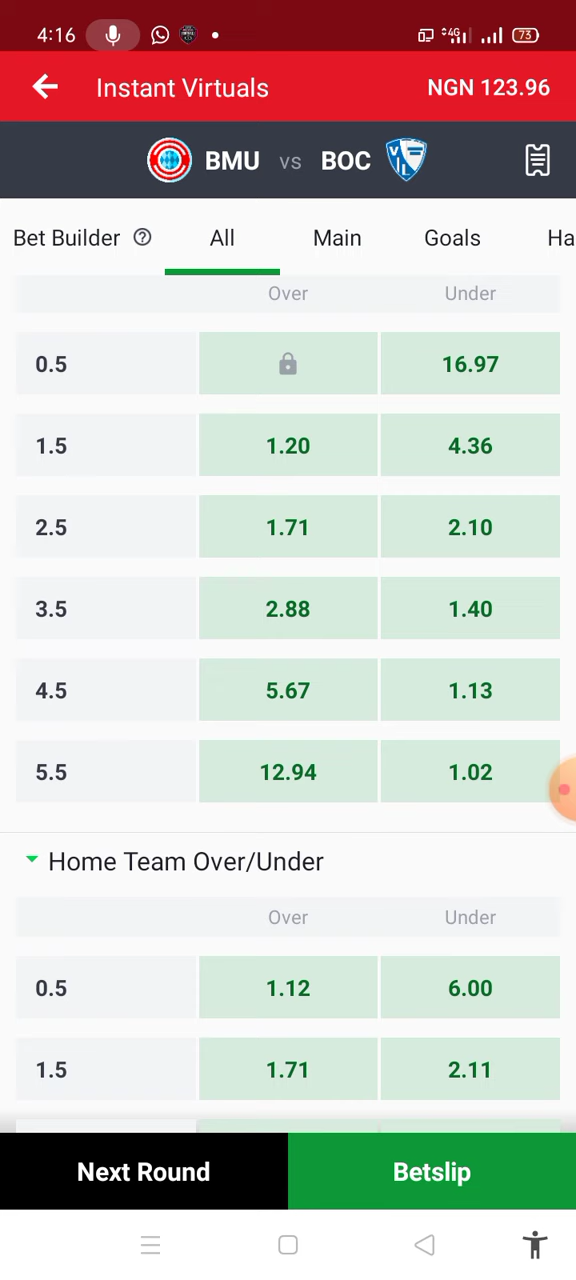 4:16
4G
73
Instant Virtuals
NGN 123.96
BMU vs BOC
Bet Builder ? All Main Goals Ha
Over Under
0.5 16.97
1.5 1.20 4.36
2.5 1.71 2.10
3.5 2.88 1.40
4.5 5.67 1.13
5.5 12.94 1.02
Home Team Over/Under
Over Under
0.5 1.12 6.00
1.5 1.71 2.11
Next Round Betslip